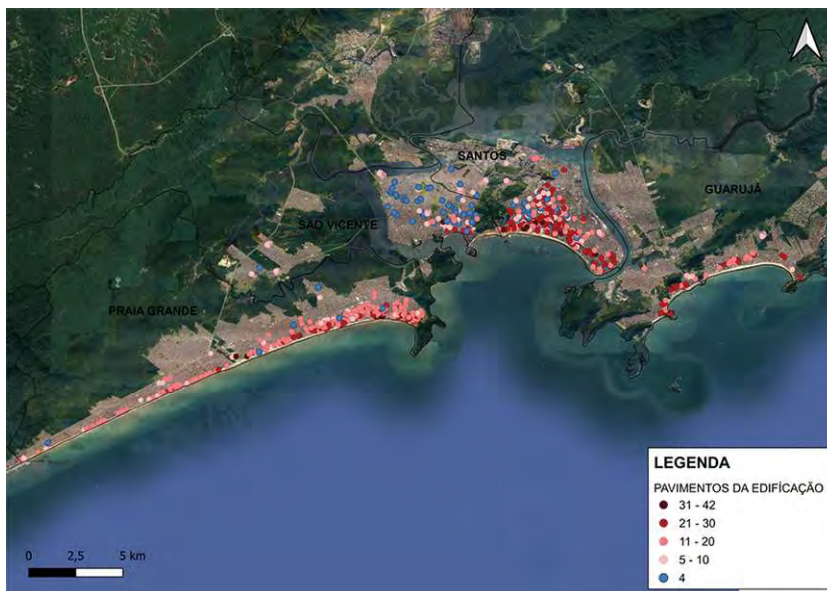 SANTOS
GUARUJÁ
SÃO VICENTE
PRAIA GRANDE
LEGENDA
PAVIMENTOS DA EDIFÍCAÇÃO
31 - 42
21 - 30
11 - 20
5 - 10
4
0 2,5 5 km